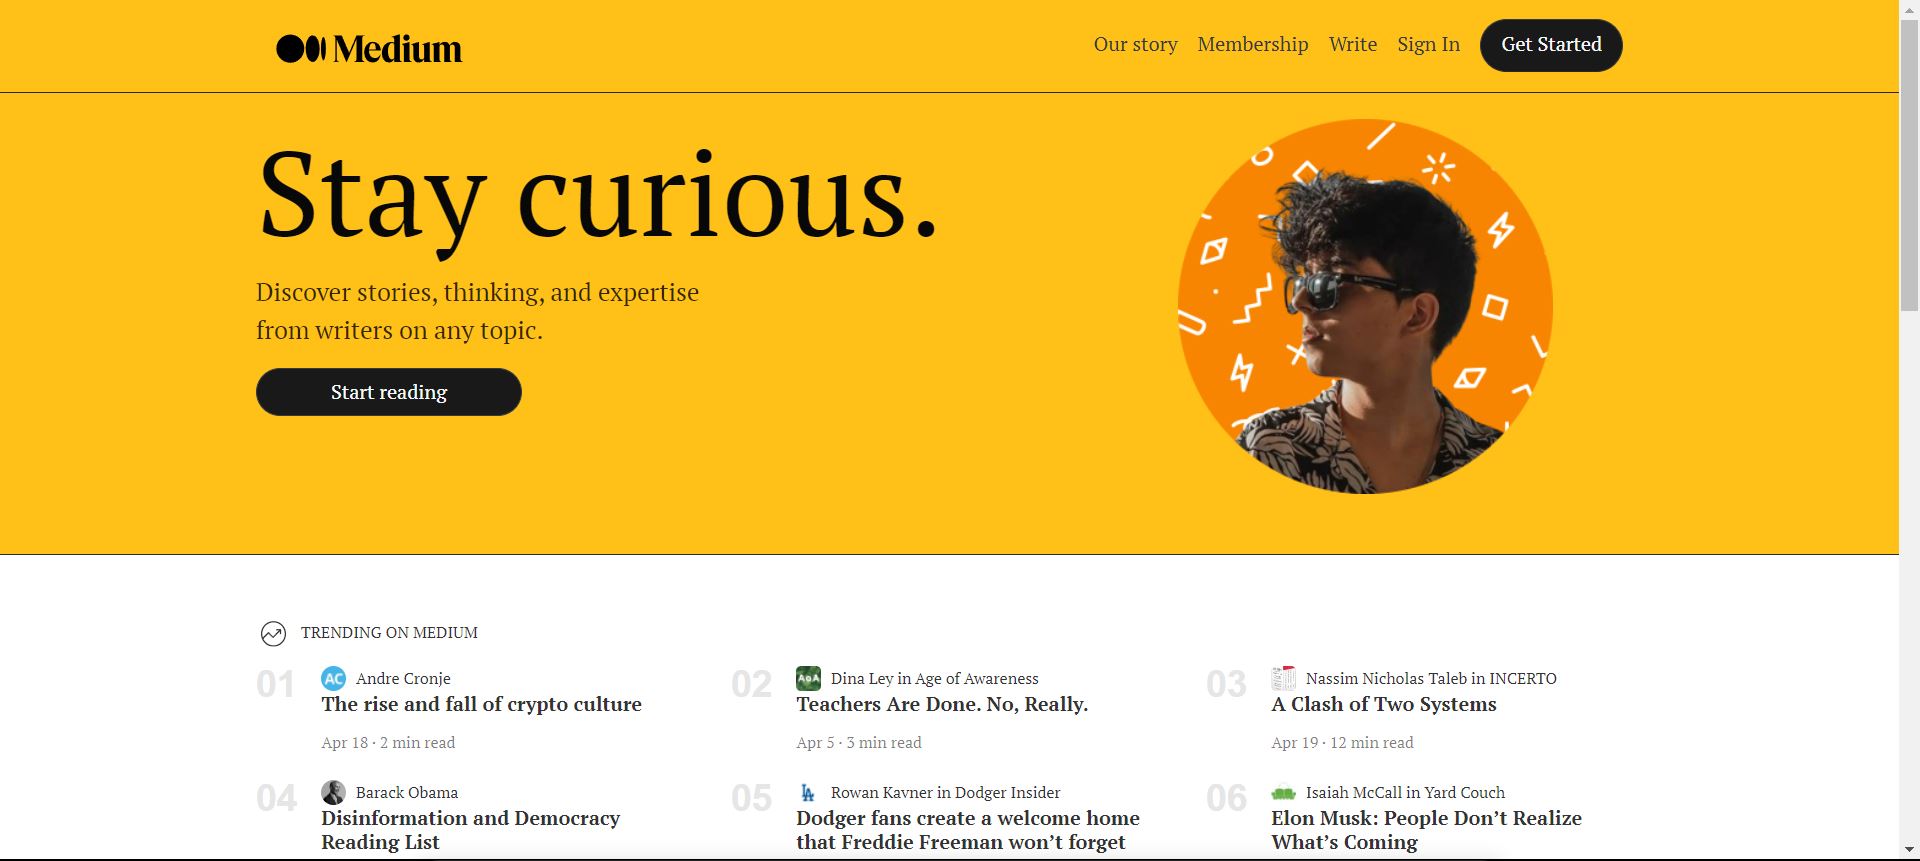 Medium
Our story Membership Write Sign In Get Started
Stay curious.
Discover stories, thinking, and expertise
from writers on any topic.
Start reading
TRENDING ON MEDIUM
01
AC Andre Cronje
The rise and fall of crypto culture
Apr 18 · 2 min read
02
AoA Dina Ley in Age of Awareness
Teachers Are Done. No, Really.
Apr 5 · 3 min read
03
Nassim Nicholas Taleb in INCERTO
A Clash of Two Systems
Apr 19 · 12 min read
04
Barack Obama
Disinformation and Democracy
Reading List
05
LA Rowan Kavner in Dodger Insider
Dodger fans create a welcome home
that Freddie Freeman won’t forget
06
Isaiah McCall in Yard Couch
Elon Musk: People Don’t Realize
What’s Coming